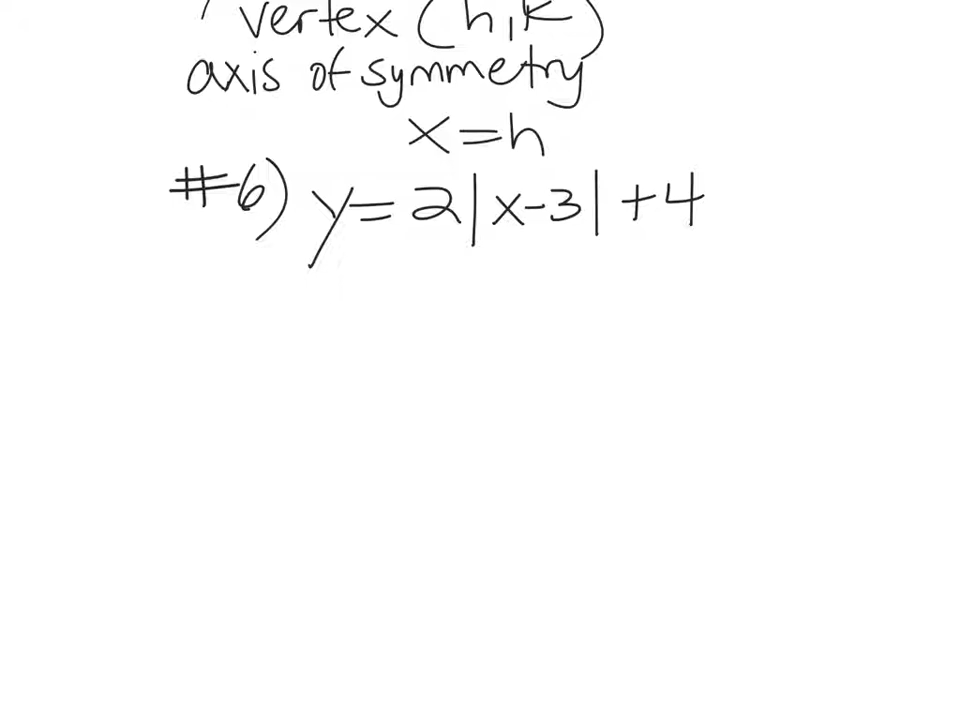 vertex (h,k)
axis of symmetry
x=h
#6) y=2|x-3|+4